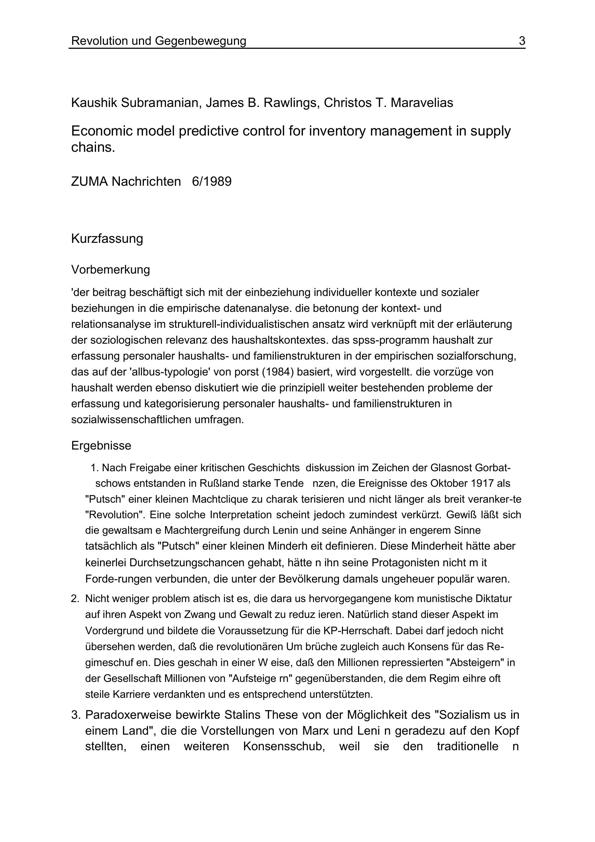 Revolution und Gegenbewegung 3
Kaushik Subramanian, James B. Rawlings, Christos T. Maravelias
Economic model predictive control for inventory management in supply
chains.
ZUMA Nachrichten 6/1989
Kurzfassung
Vorbemerkung
'der beitrag beschäftigt sich mit der einbeziehung individueller kontexte und sozialer
beziehungen in die empirische datenanalyse. die betonung der kontext- und
relationsanalyse im strukturell-individualistischen ansatz wird verknüpft mit der erläuterung
der soziologischen relevanz des haushaltskontextes. das spss-programm haushalt zur
erfassung personaler haushalts- und familienstrukturen in der empirischen sozialforschung,
das auf der 'allbus-typologie' von porst (1984) basiert, wird vorgestellt. die vorzüge von
haushalt werden ebenso diskutiert wie die prinzipiell weiter bestehenden probleme der
erfassung und kategorisierung personaler haushalts- und familienstrukturen in
sozialwissenschaftlichen umfragen.
Ergebnisse
1. Nach Freigabe einer kritischen Geschichts diskussion im Zeichen der Glasnost Gorbat-
schows entstanden in Rußland starke Tende nzen, die Ereignisse des Oktober 1917 als
"Putsch" einer kleinen Machtclique zu charak terisieren und nicht länger als breit veranker-te
"Revolution". Eine solche Interpretation scheint jedoch zumindest verkürzt. Gewiß läßt sich
die gewaltsam e Machtergreifung durch Lenin und seine Anhänger in engerem Sinne
tatsächlich als "Putsch" einer kleinen Minderh eit definieren. Diese Minderheit hätte aber
keinerlei Durchsetzungschancen gehabt, hätte n ihn seine Protagonisten nicht m it
Forde-rungen verbunden, die unter der Bevölkerung damals ungeheuer populär waren.
2. Nicht weniger problem atisch ist es, die dara us hervorgegangene kom munistische Diktatur
auf ihren Aspekt von Zwang und Gewalt zu reduz ieren. Natürlich stand dieser Aspekt im
Vordergrund und bildete die Voraussetzung für die KP-Herrschaft. Dabei darf jedoch nicht
übersehen werden, daß die revolutionären Um brüche zugleich auch Konsens für das Re-
gimeschuf en. Dies geschah in einer W eise, daß den Millionen repressierten "Absteigern" in
der Gesellschaft Millionen von "Aufsteige rn" gegenüberstanden, die dem Regim eihre oft
steile Karriere verdankten und es entsprechend unterstützten.
3. Paradoxerweise bewirkte Stalins These von der Möglichkeit des "Sozialism us in
einem Land", die die Vorstellungen von Marx und Leni n geradezu auf den Kopf
stellten, einen weiteren Konsensschub, weil sie den traditionelle n